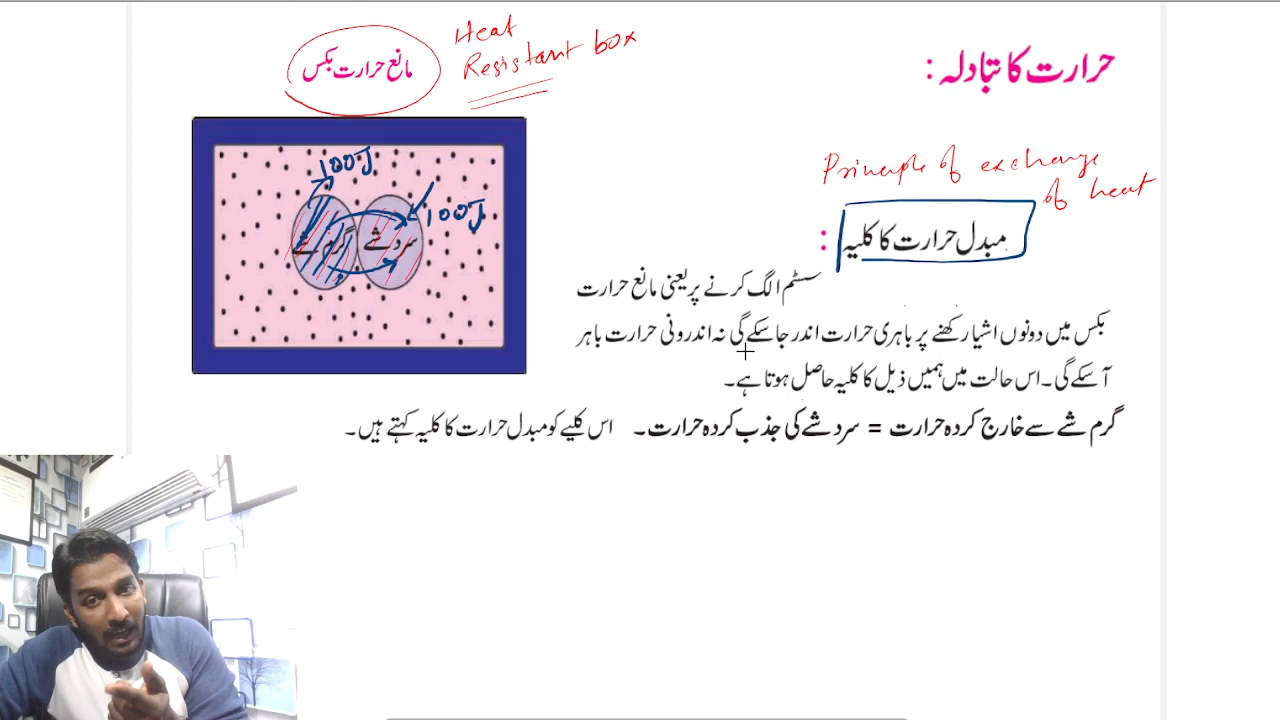 حرارت کا تبادلہ :
Heat
Resistant box
مانع حرارت بکس
100J
100J
گرم شے
سرد شے
Principle of exchange
of heat
مبدل حرارت کا کلیہ :
سسٹم الگ کرنے پر یعنی مانع حرارت
بکس میں دونوں اشیا رکھنے پر باہری حرارت اندر جا سکے گی نہ اندرونی حرارت باہر
آ سکے گی۔ اس حالت میں ہمیں ذیل کا کلیہ حاصل ہوتا ہے۔
گرم شے سے خارج کردہ حرارت = سرد شے کی جذب کردہ حرارت۔ اس کلیے کو مبدل حرارت کا کلیہ کہتے ہیں۔